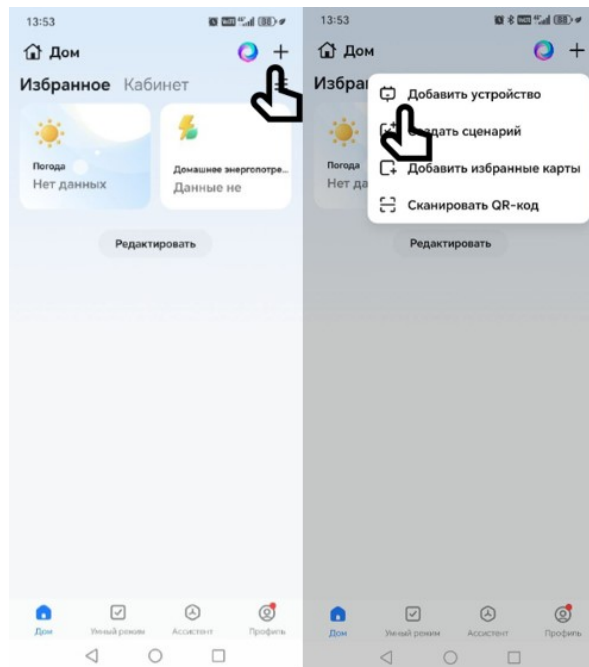 13:53
Дом
Избранное Кабинет
Погода
Нет данных
Домашнее энергопотре...
Данные не
Редактировать
Дом
Умный режим
Ассистент
Профиль
13:53
Дом
Избра
Добавить устройство
Создать сценарий
Добавить избранные карты
Сканировать QR-код
Погода
Нет да
Редактировать
Дом
Умный режим
Ассистент
Профиль